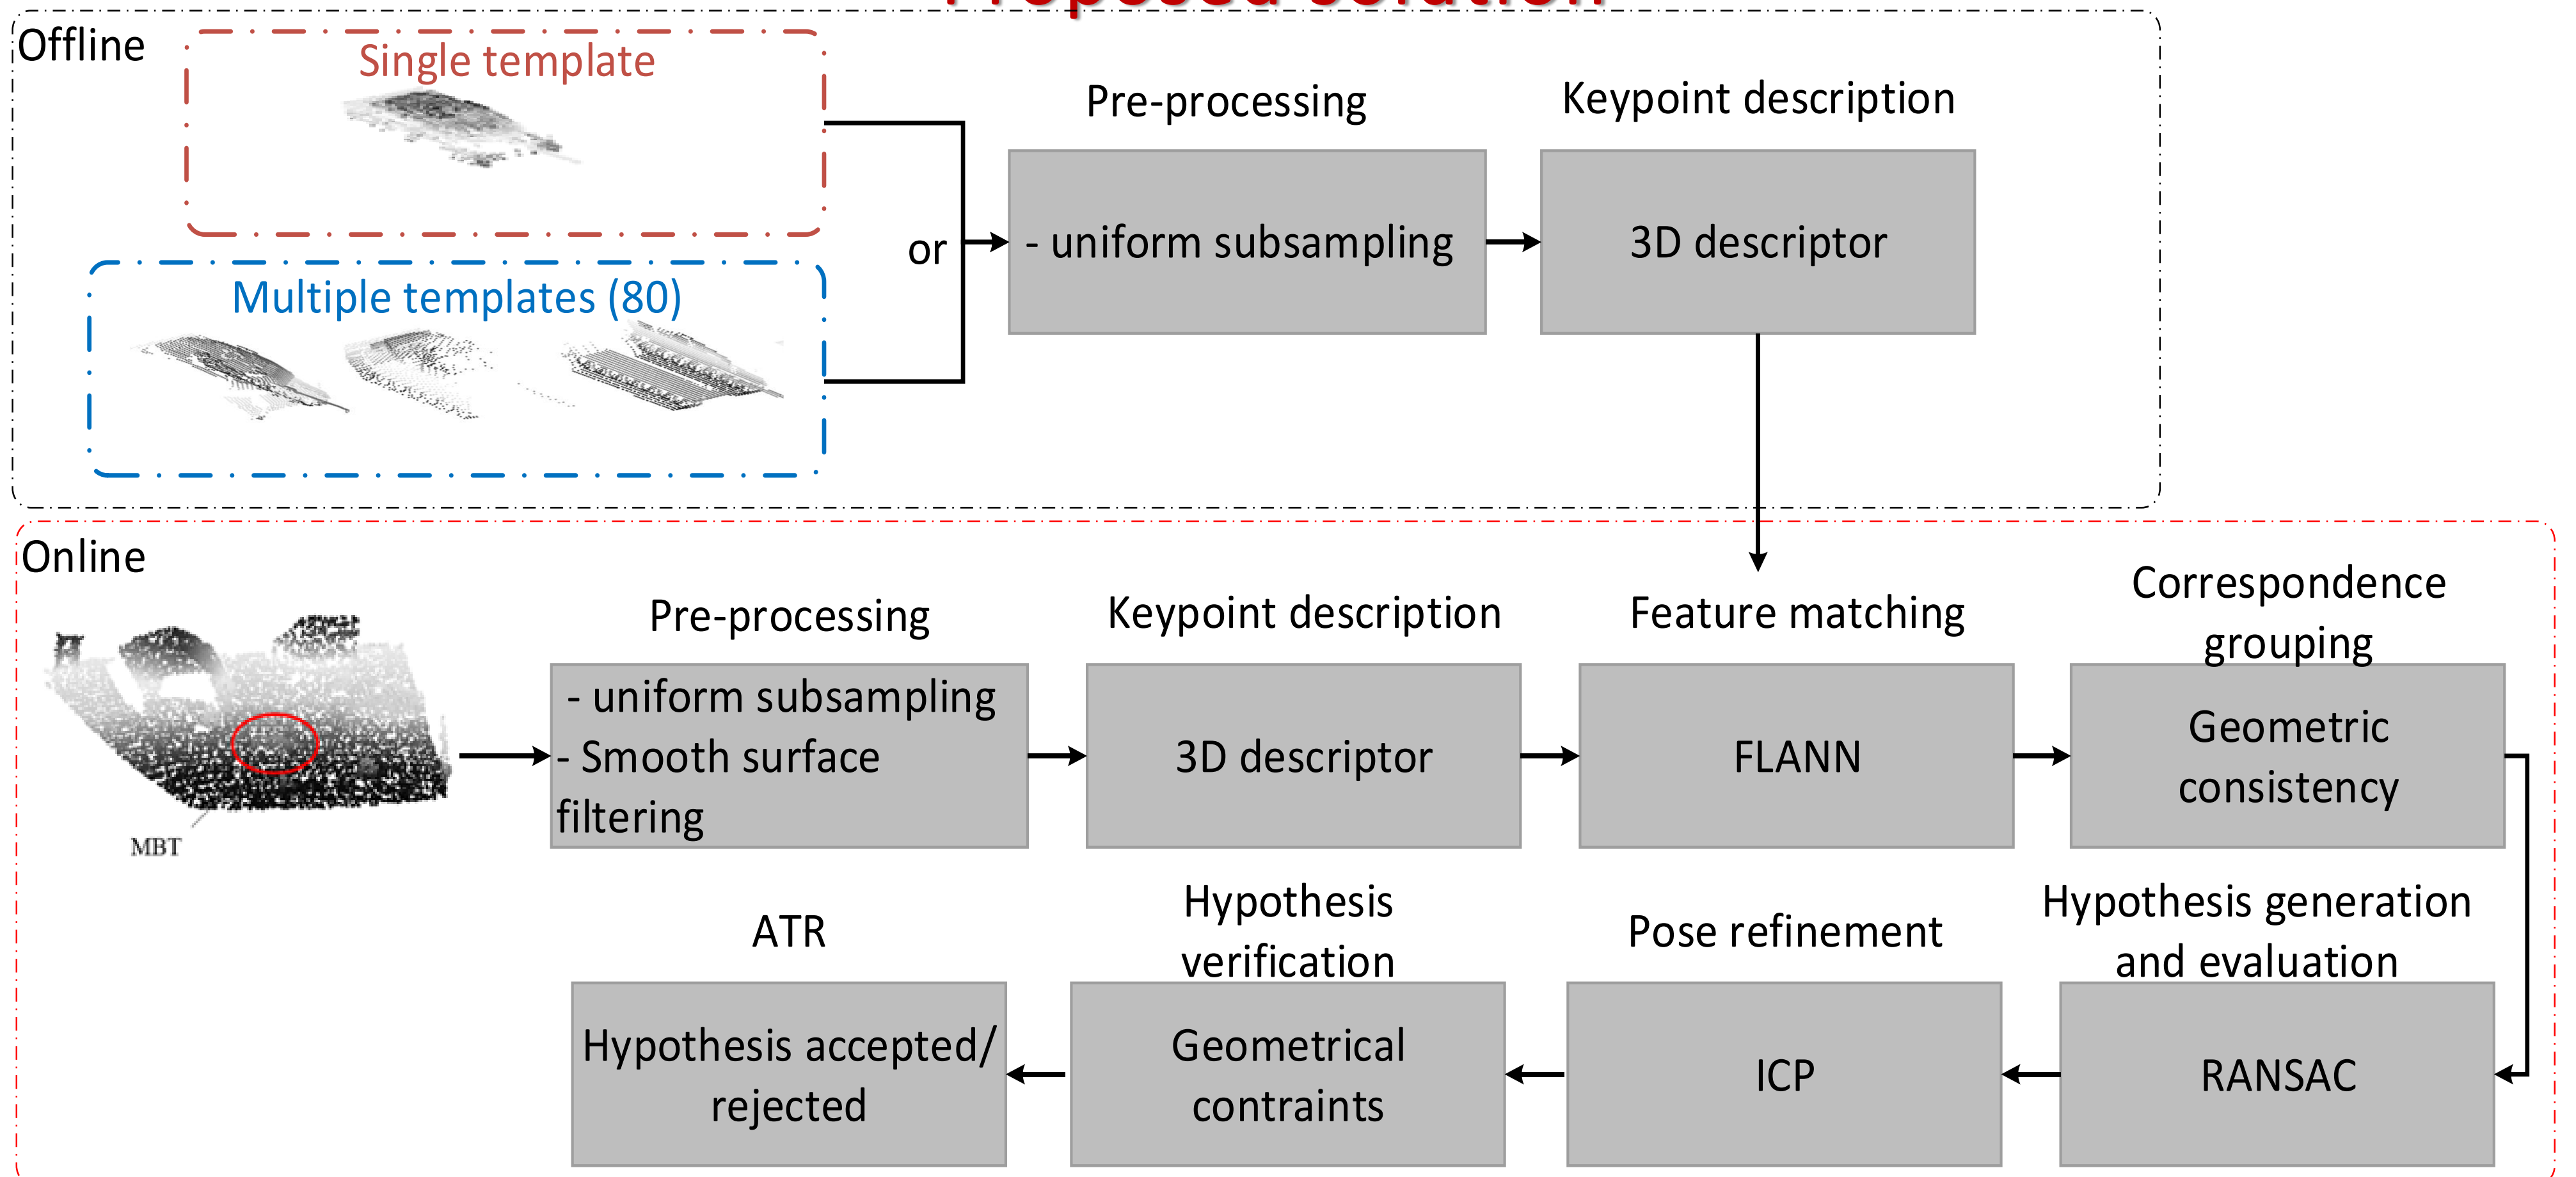 Proposed solution
Offline
Single template
Multiple templates (80)
or
Pre-processing
- uniform subsampling
Keypoint description
3D descriptor
Online
MBT
Pre-processing
- uniform subsampling
- Smooth surface
filtering
Keypoint description
3D descriptor
Feature matching
FLANN
Correspondence
grouping
Geometric
consistency
Hypothesis generation
and evaluation
RANSAC
Pose refinement
ICP
Hypothesis
verification
Geometrical
contraints
ATR
Hypothesis accepted/
rejected